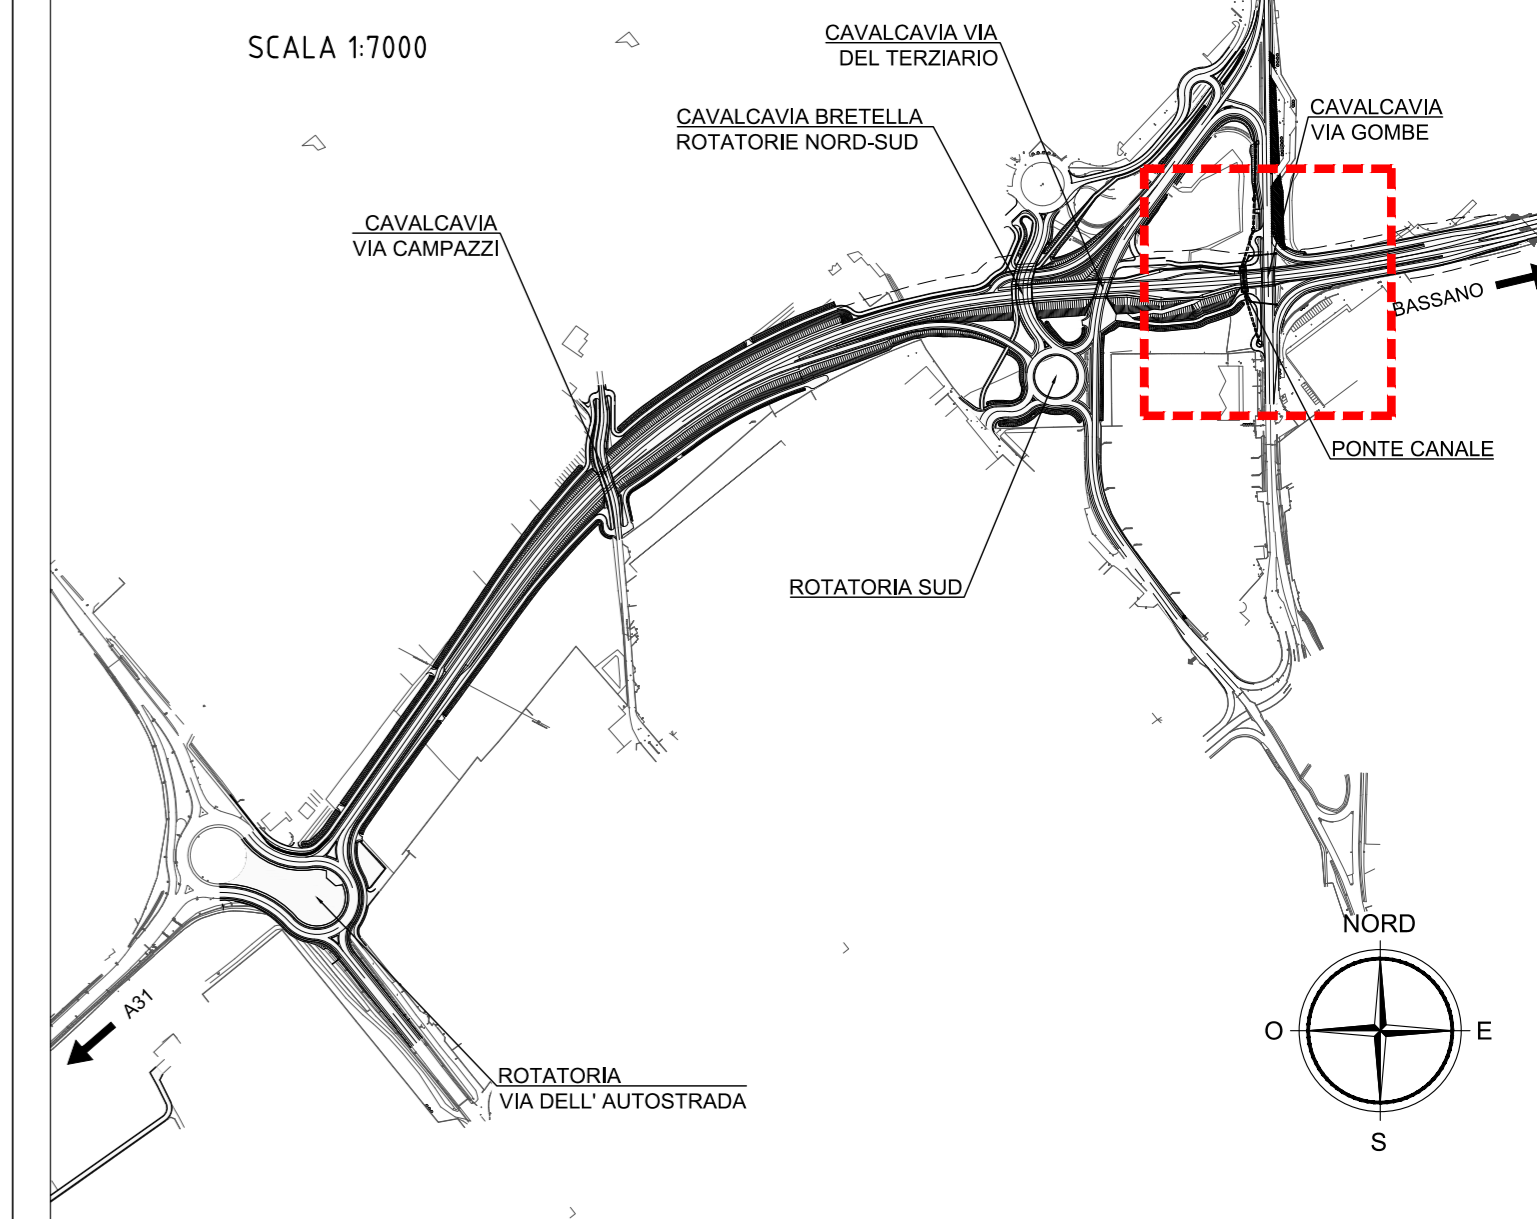 SCALA 1:7000
CAVALCAVIA VIA
DEL TERZIARIO
CAVALCAVIA BRETELLA
ROTATORIE NORD-SUD
CAVALCAVIA
VIA GOMBE
CAVALCAVIA
VIA CAMPAZZI
BASSANO
PONTE CANALE
ROTATORIA SUD
NORD
A31
O
E
ROTATORIA
VIA DELL' AUTOSTRADA
S